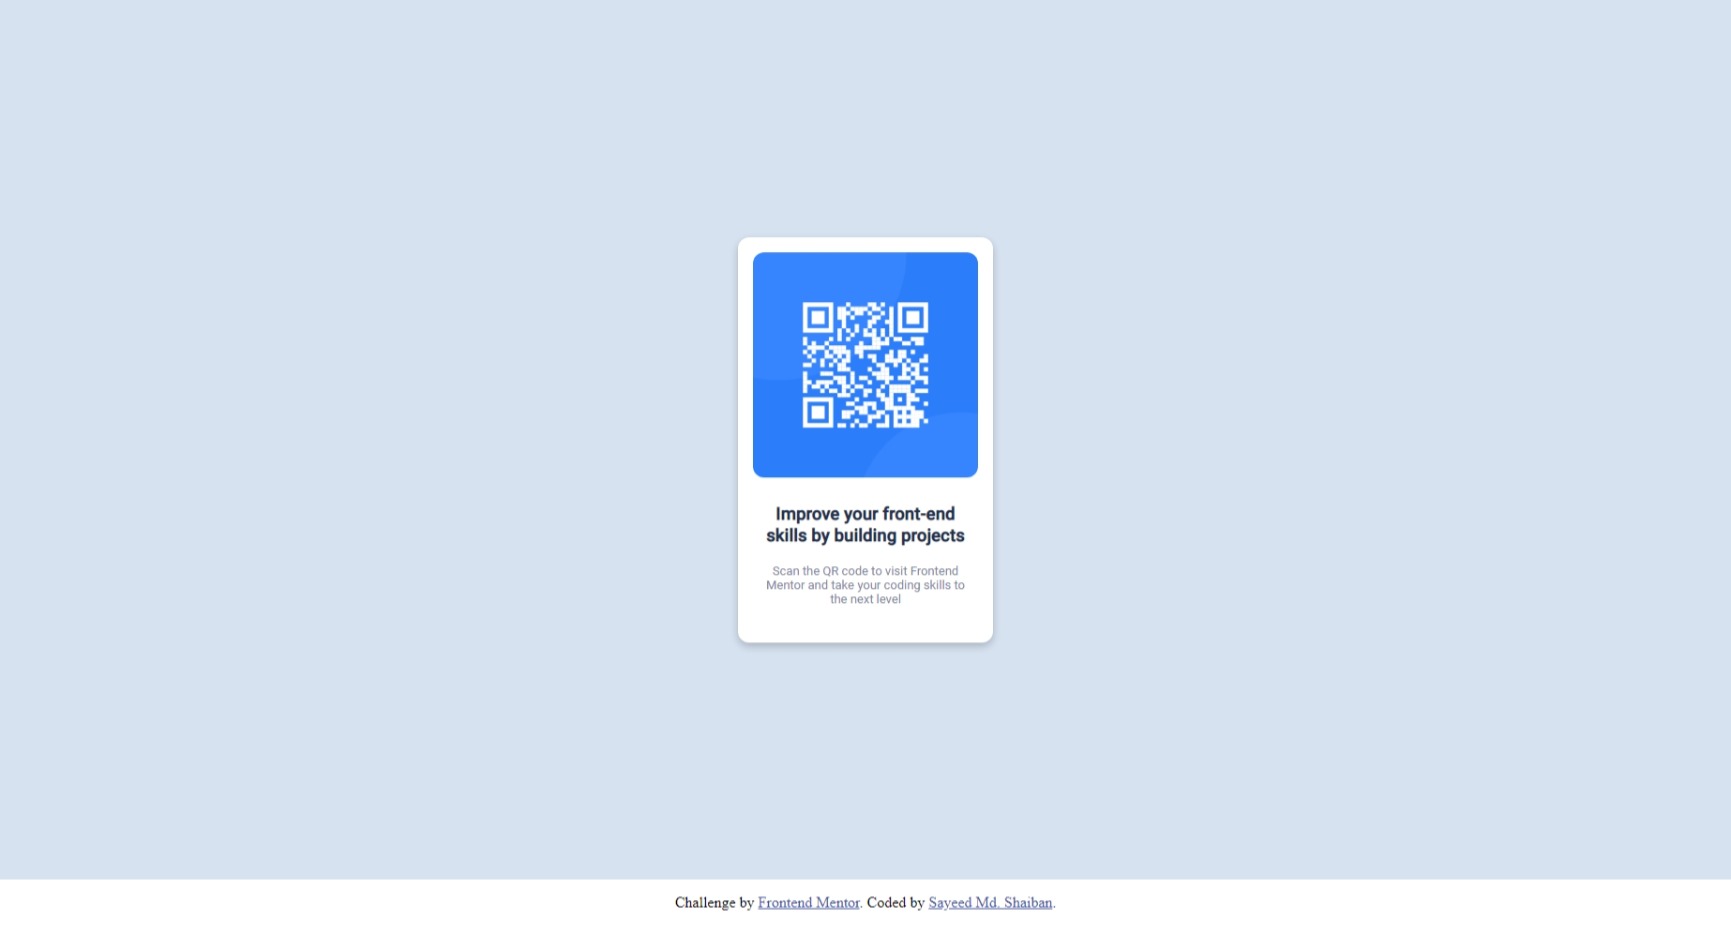 Improve your front-end
skills by building projects
Scan the QR code to visit Frontend
Mentor and take your coding skills to
the next level
Challenge by Frontend Mentor. Coded by Sayeed Md. Shaiban.